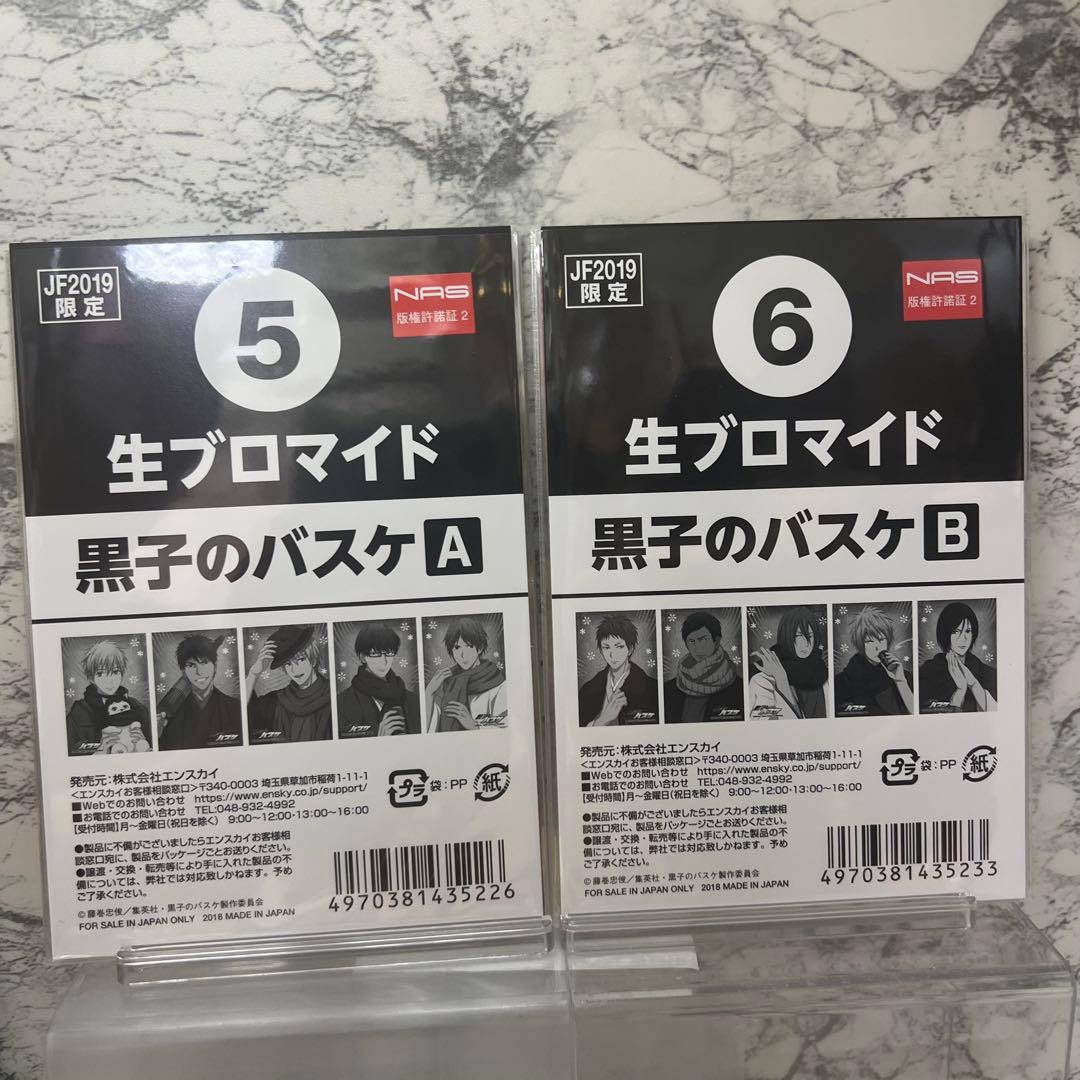 JF2019
限定
5
NAS
版権許諾証2
生ブロマイド
黒子のバスケ A
発売元:株式会社エンスカイ
<エンスカイお客様相談窓口>〒340-0003 埼玉県草加市稲荷1-11-1
■Webでのお問い合わせ https://www.ensky.co.jp/support/
■お電話でのお問い合わせ TEL:048-932-4992
【受付時間】月〜金曜日(祝日を除く) 9:00〜12:00・13:00〜16:00
プラ 袋:PP 紙
●製品に不備がございましたらエンスカイお客様相
談窓口宛に、製品をパッケージごとお送りください。
●譲渡・交換・転売等により手に入れた製品の不
備については、弊社では対応致しかねます。予め
ご了承ください。
©藤巻忠俊/集英社・黒子のバスケ製作委員会
FOR SALE IN JAPAN ONLY 2018 MADE IN JAPAN
4970381435226
JF2019
限定
6
NAS
版権許諾証2
生ブロマイド
黒子のバスケ B
発売元:株式会社エンスカイ
<エンスカイお客様相談窓口>〒340-0003 埼玉県草加市稲荷1-11-1
■Webでのお問い合わせ https://www.ensky.co.jp/support/
■お電話でのお問い合わせ TEL:048-932-4992
【受付時間】月〜金曜日(祝日を除く) 9:00〜12:00・13:00〜16:00
プラ 袋:PP 紙
●製品に不備がございましたらエンスカイお客様相
談窓口宛に、製品をパッケージごとお送りください。
●譲渡・交換・転売等により手に入れた製品の不
備については、弊社では対応致しかねます。予め
ご了承ください。
©藤巻忠俊/集英社・黒子のバスケ製作委員会
FOR SALE IN JAPAN ONLY 2018 MADE IN JAPAN
4970381435233